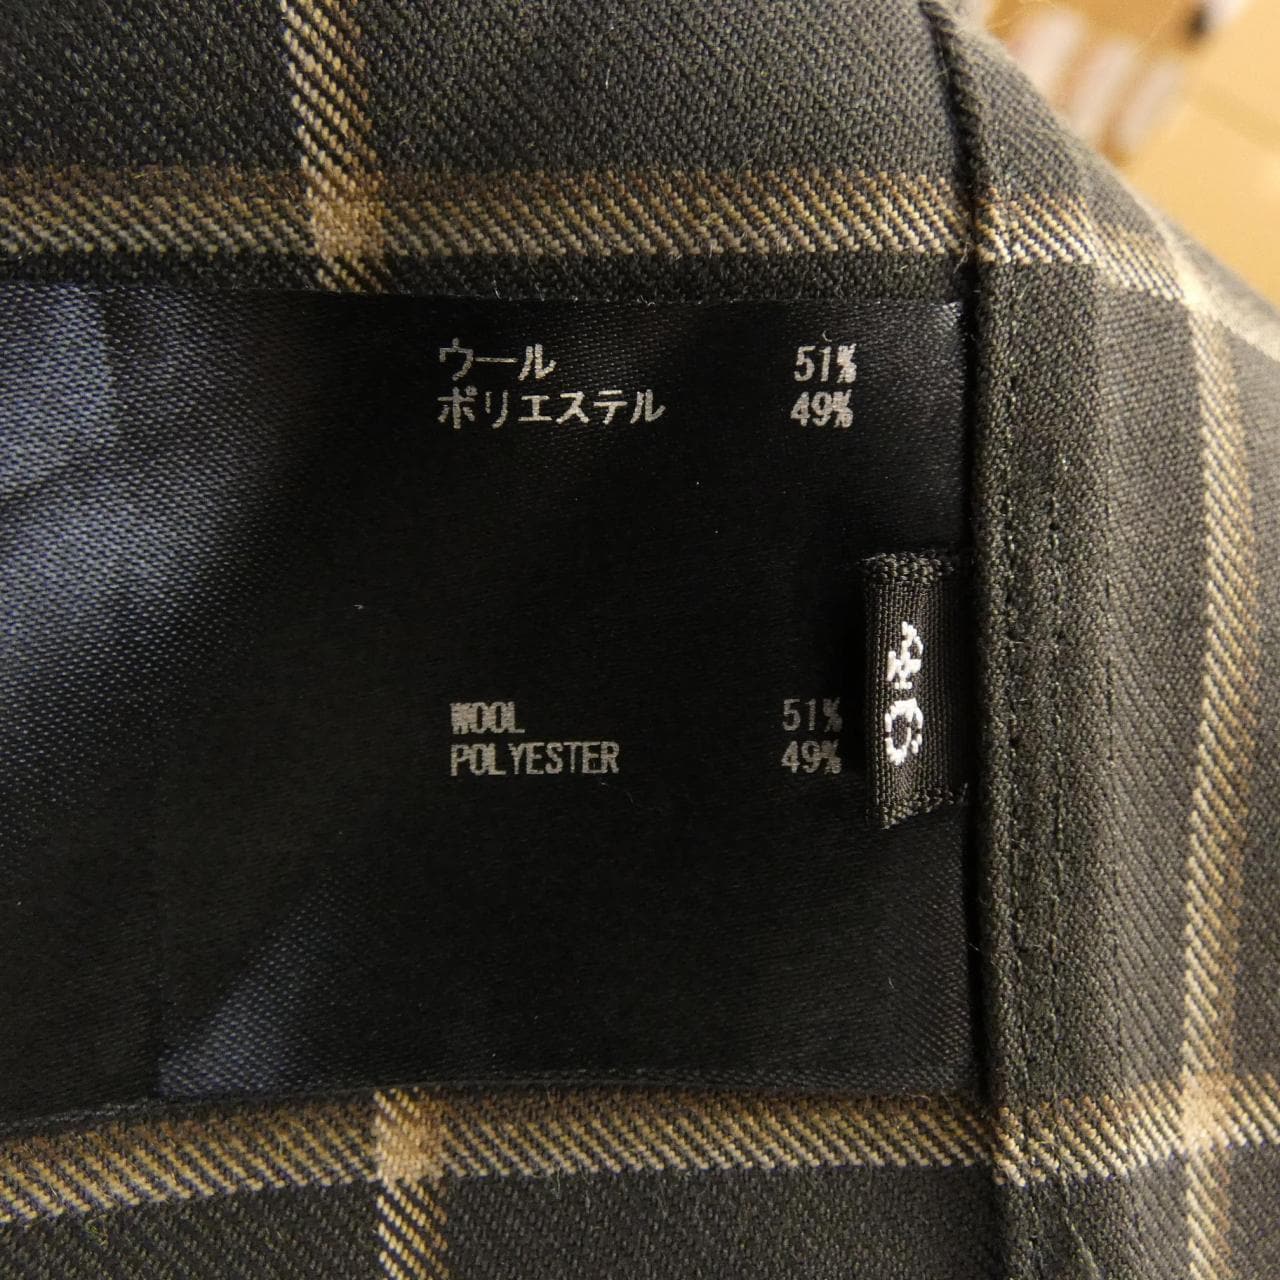 ウール 51%
ポリエステル 49%
WOOL 51%
POLYESTER 49%